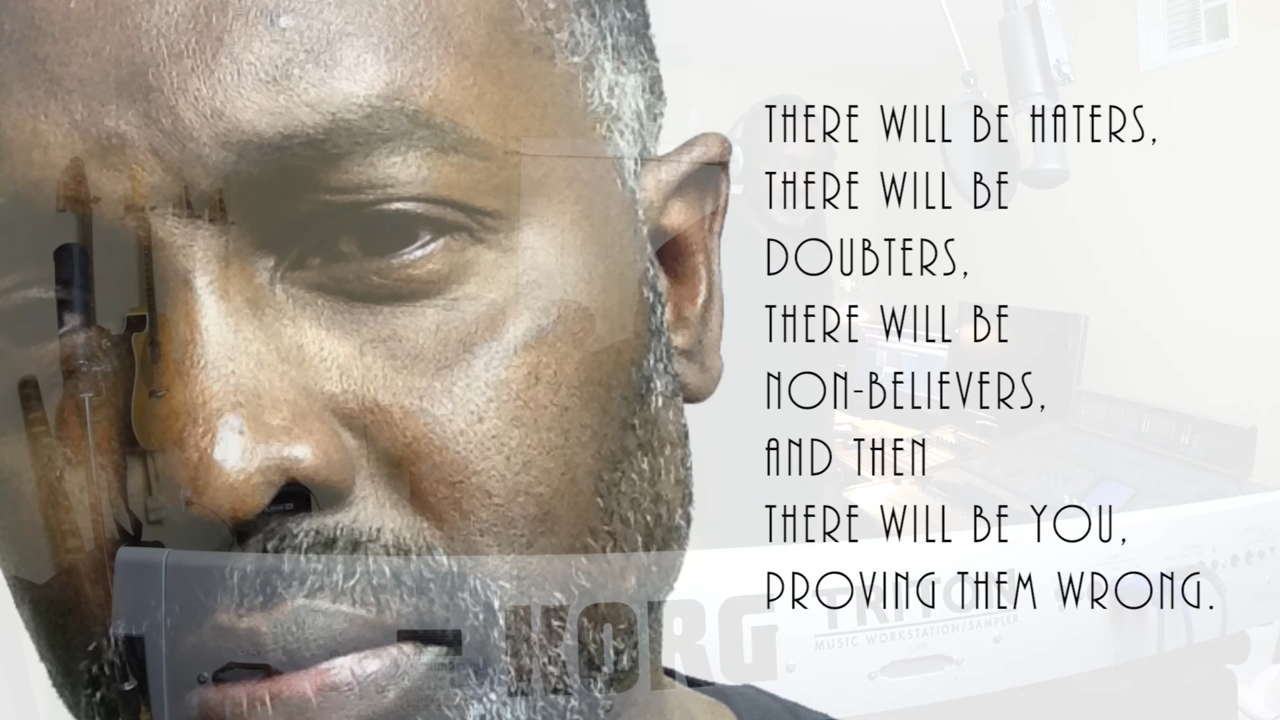 THERE WILL BE HATERS,
THERE WILL BE
DOUBTERS,
THERE WILL BE
NON-BELIEVERS,
AND THEN
THERE WILL BE YOU,
PROVING THEM WRONG.
KORG
TRITON
MUSIC WORKSTATION/SAMPLER